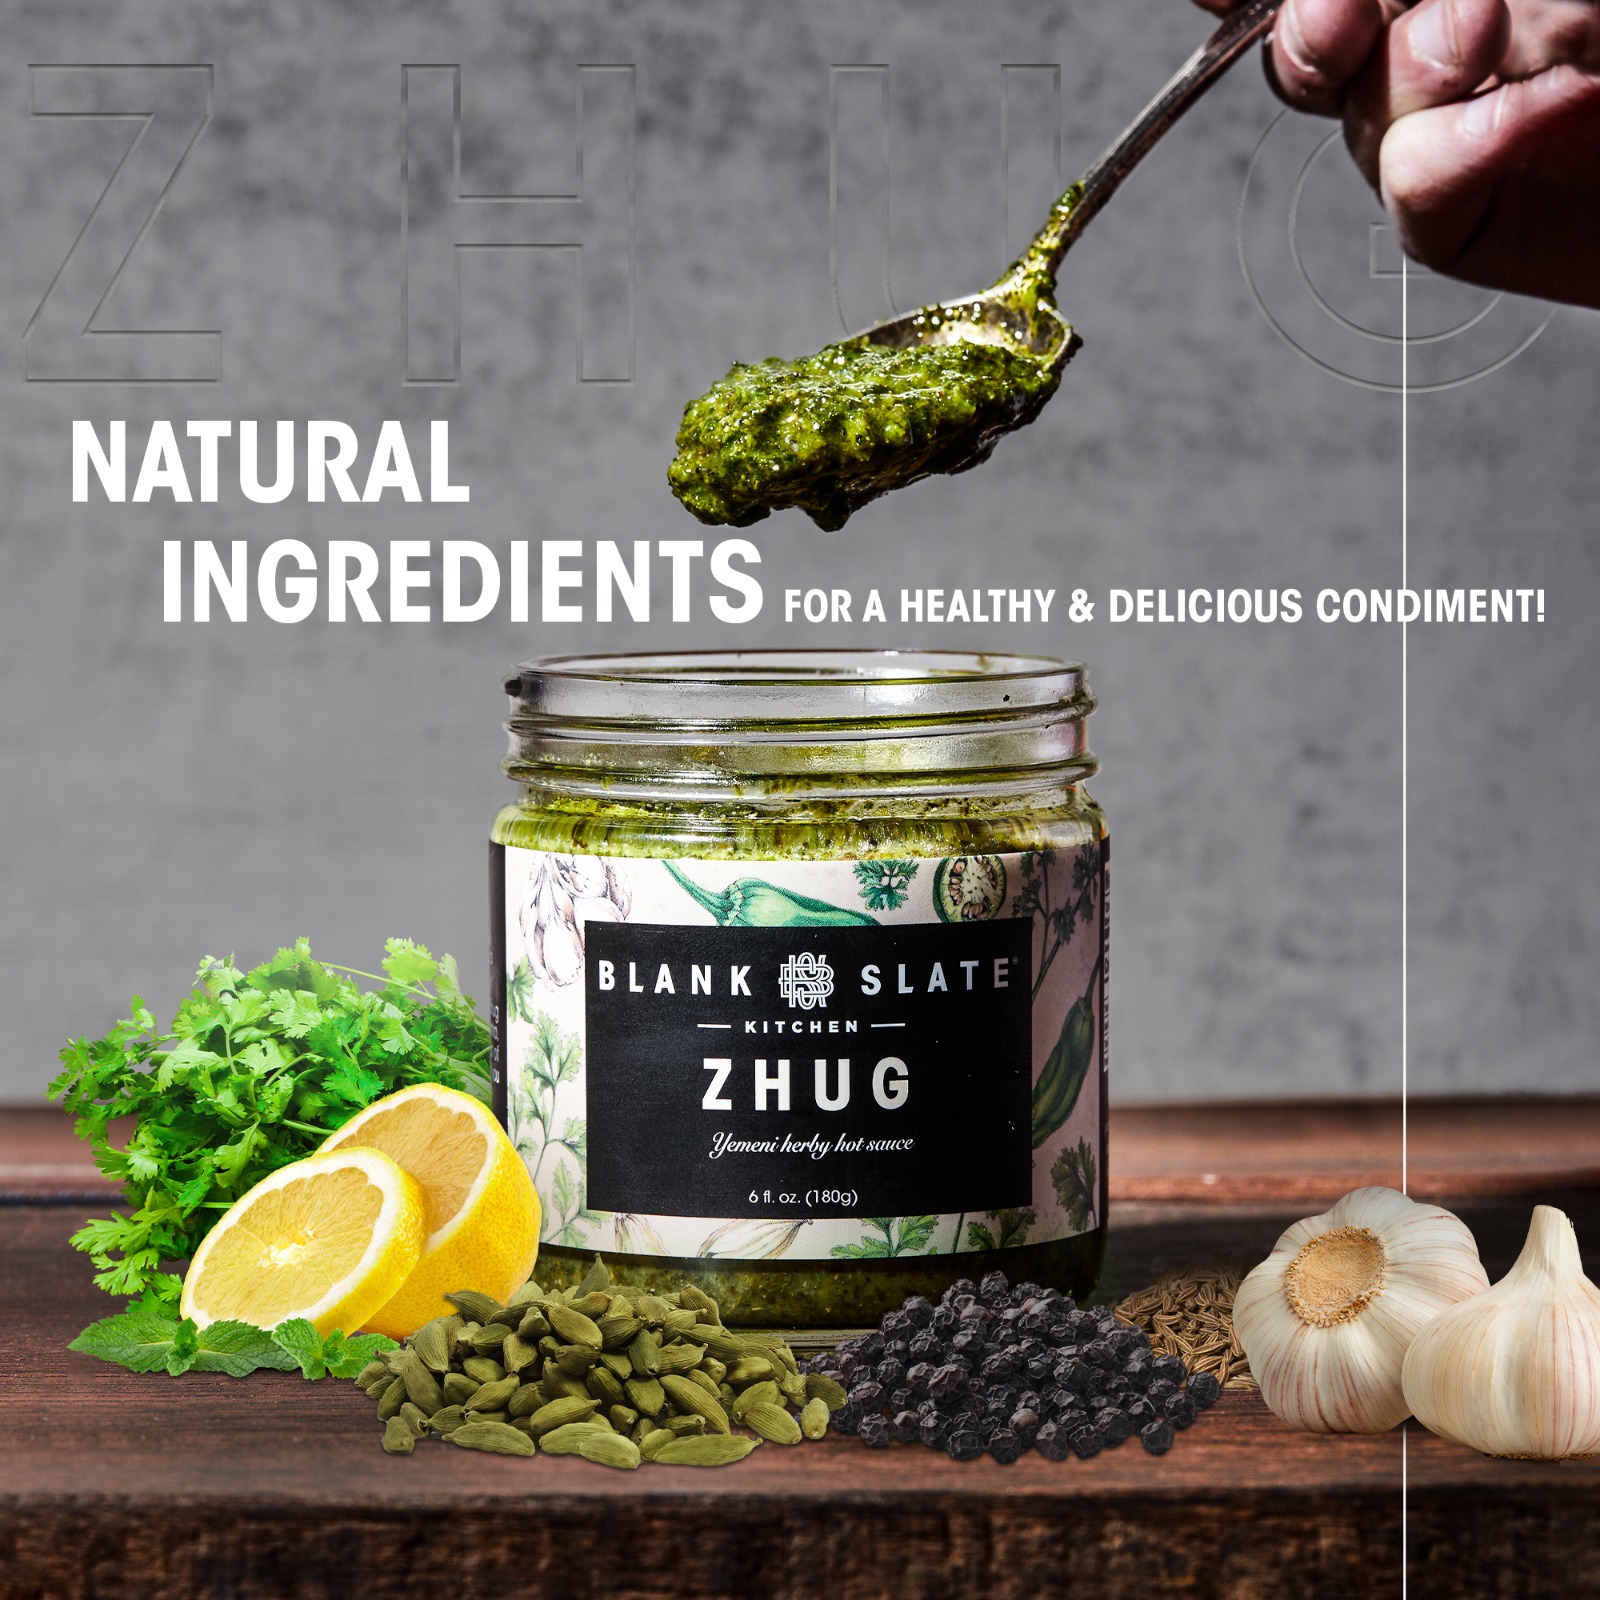 ZHUG
NATURAL
INGREDIENTS FOR A HEALTHY & DELICIOUS CONDIMENT!
BLANK SLATE®
KITCHEN
ZHUG
Yemeni herby hot sauce
6 fl. oz. (180g)